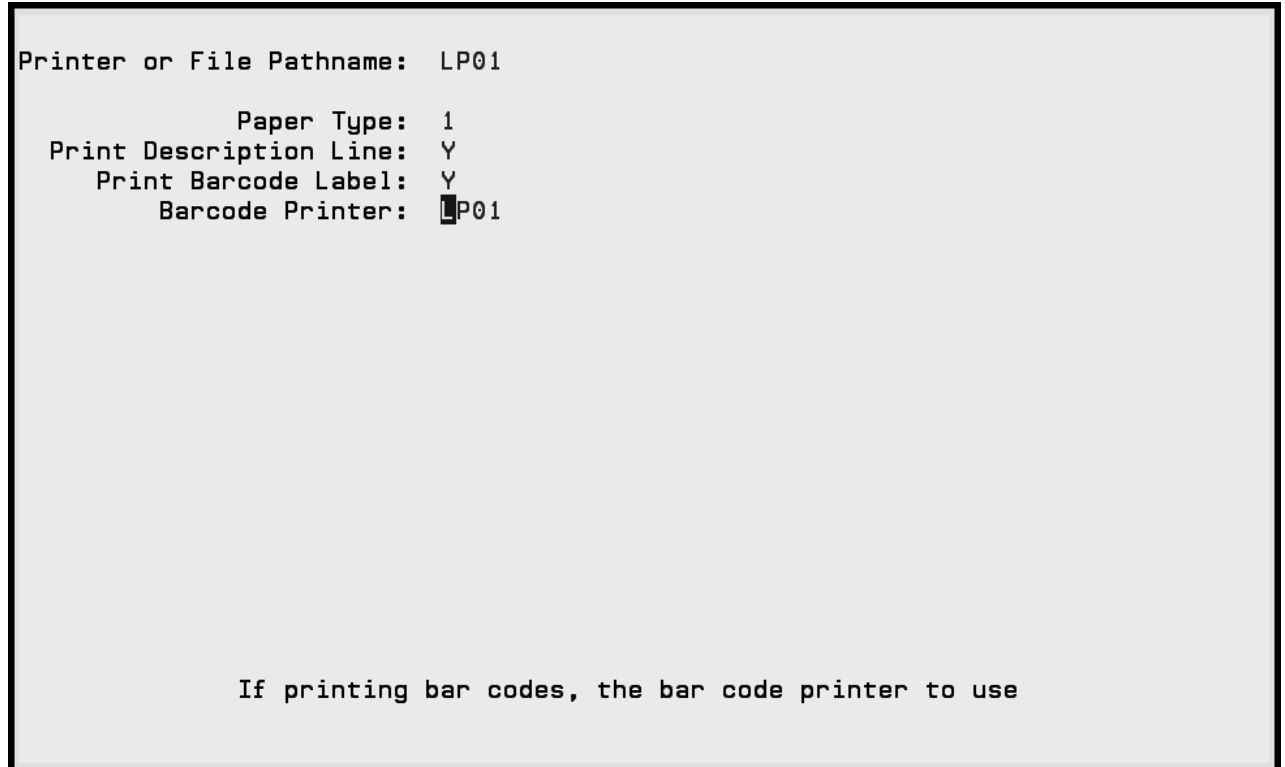 Printer or File Pathname: LP01
Paper Type: 1
Print Description Line: Y
Print Barcode Label: Y
Barcode Printer: LP01
If printing bar codes, the bar code printer to use